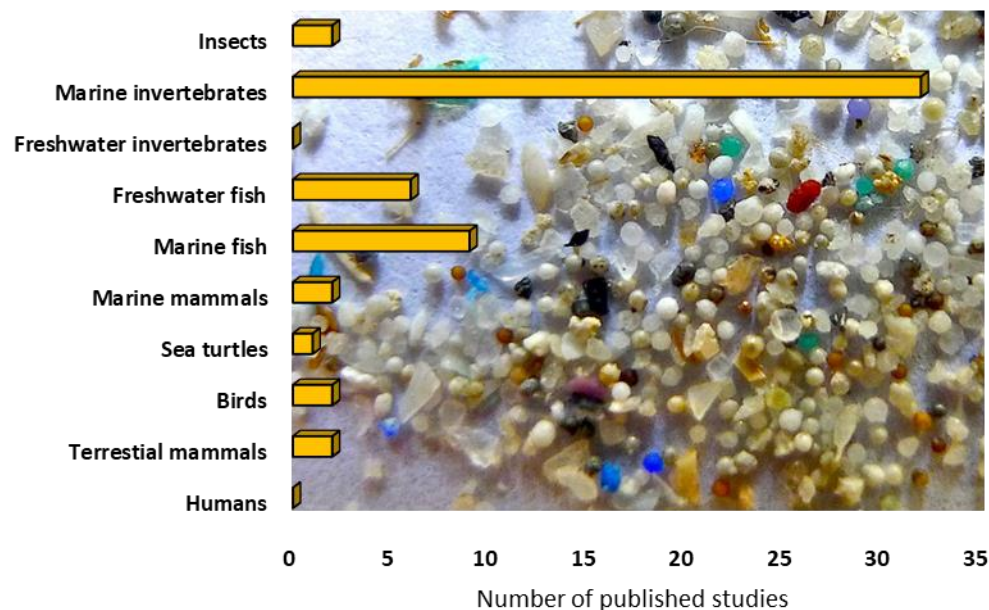 Insects
Marine invertebrates
Freshwater invertebrates
Freshwater fish
Marine fish
Marine mammals
Sea turtles
Birds
Terrestial mammals
Humans
0 5 10 15 20 25 30 35
Number of published studies